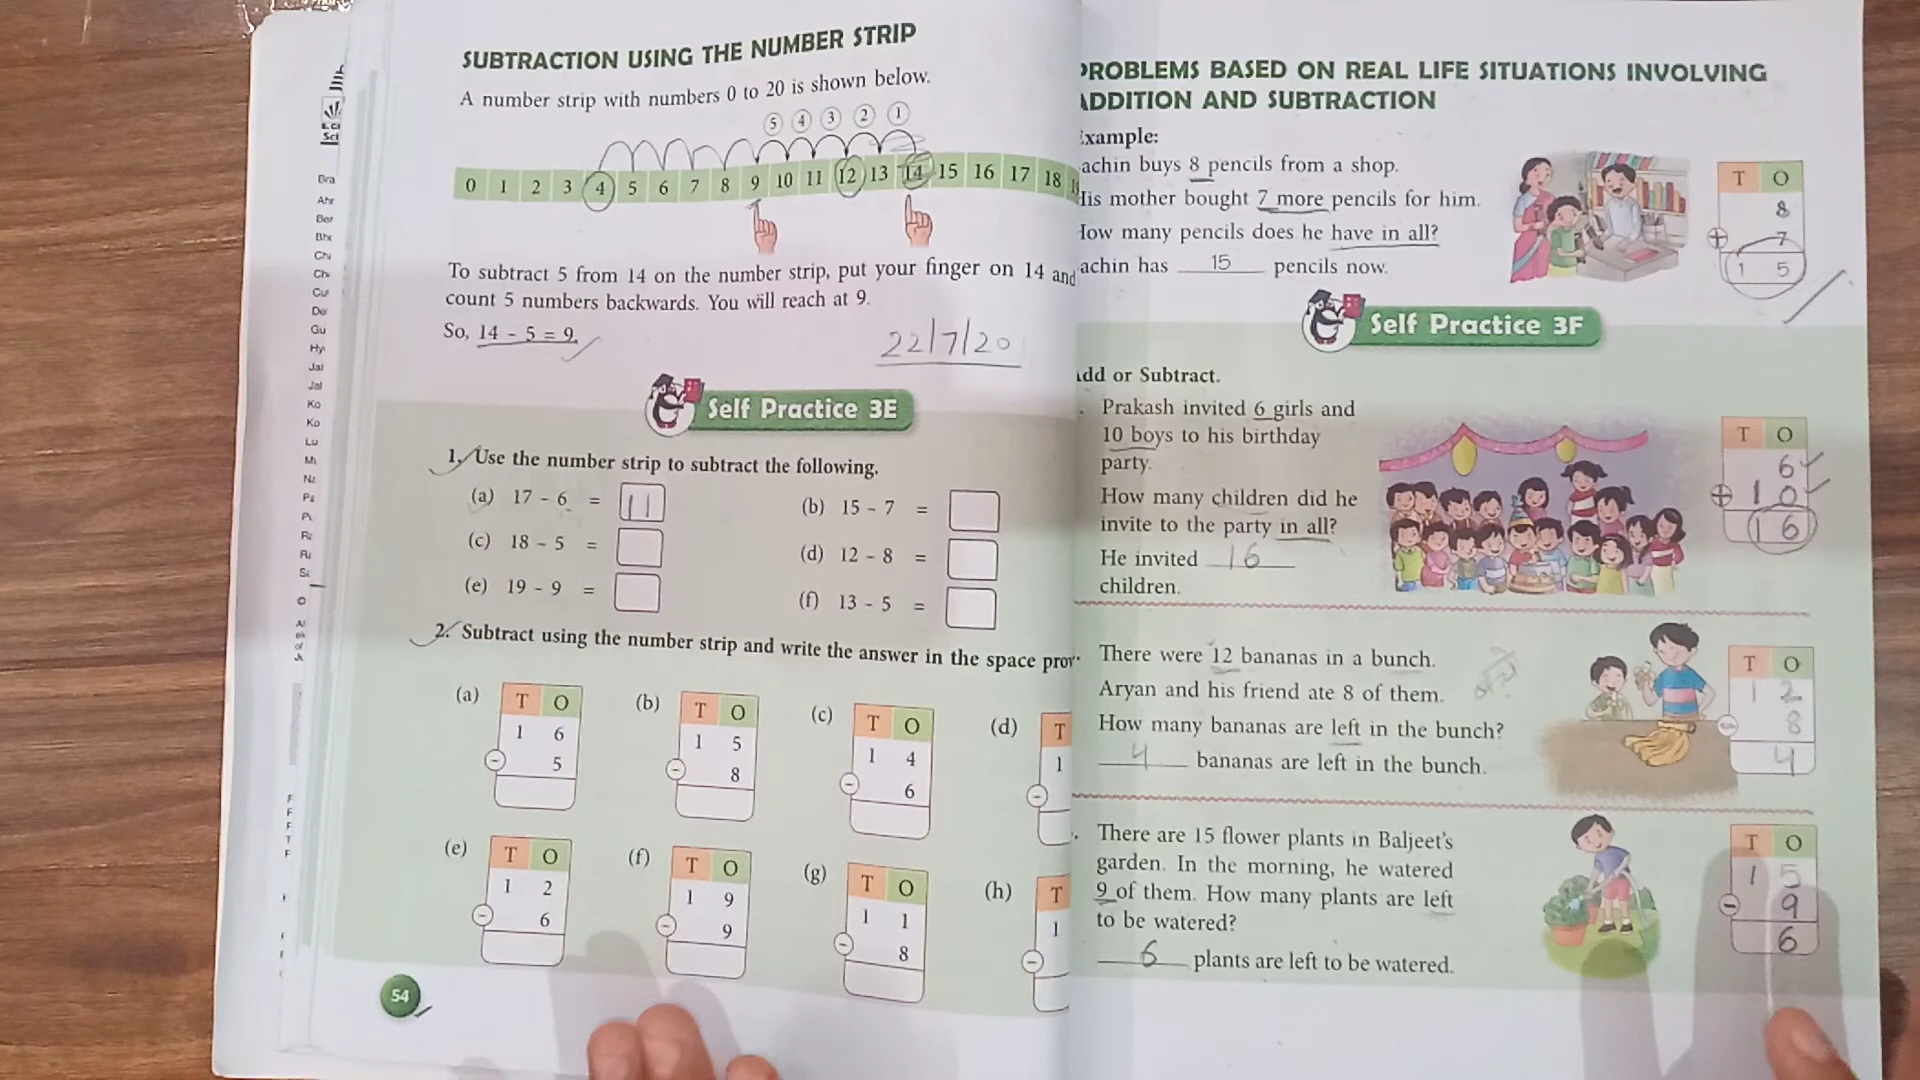 SUBTRACTION USING THE NUMBER STRIP
A number strip with numbers 0 to 20 is shown below.
5 4 3 2 1
0 1 2 3 4 5 6 7 8 9 10 11 12 13 14 15 16 17 18
To subtract 5 from 14 on the number strip, put your finger on 14 and
count 5 numbers backwards. You will reach at 9.
So, 14 - 5 = 9.
22/7/20
Self Practice 3E
1. Use the number strip to subtract the following.
(a) 17 - 6 = 11
(b) 15 - 7 =
(c) 18 - 5 =
(d) 12 - 8 =
(e) 19 - 9 =
(f) 13 - 5 =
2. Subtract using the number strip and write the answer in the space
(a)
T O
1 6
- 5
(b)
T O
1 5
- 8
(c)
T O
1 4
- 6
(d)
T
1
-
(e)
T O
1 2
- 6
(f)
T O
1 9
- 9
(g)
T O
1 1
- 8
(h)
T
1
-
54
PROBLEMS BASED ON REAL LIFE SITUATIONS INVOLVING
ADDITION AND SUBTRACTION
Example:
achin buys 8 pencils from a shop.
His mother bought 7 more pencils for him.
How many pencils does he have in all?
achin has 15 pencils now.
T O
8
+ 7
1 5
Self Practice 3F
Add or Subtract.
Prakash invited 6 girls and
10 boys to his birthday
party.
How many children did he
invite to the party in all?
He invited 16
children.
T O
6
+ 1 0
1 6
There were 12 bananas in a bunch.
Aryan and his friend ate 8 of them.
How many bananas are left in the bunch?
4 bananas are left in the bunch.
T O
1 2
- 8
4
There are 15 flower plants in Baljeet's
garden. In the morning, he watered
9 of them. How many plants are left
to be watered?
6 plants are left to be watered.
T O
1 5
- 9
6